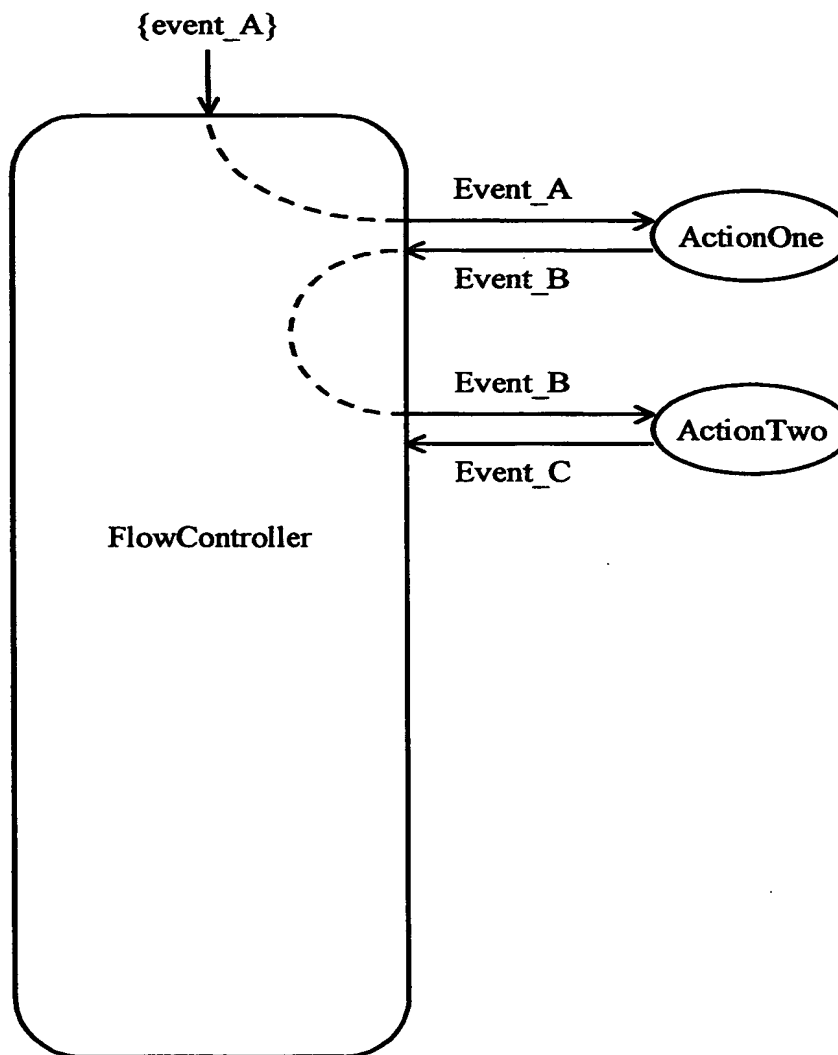 {event_A}
Event_A
ActionOne
Event_B
Event_B
ActionTwo
Event_C
FlowController